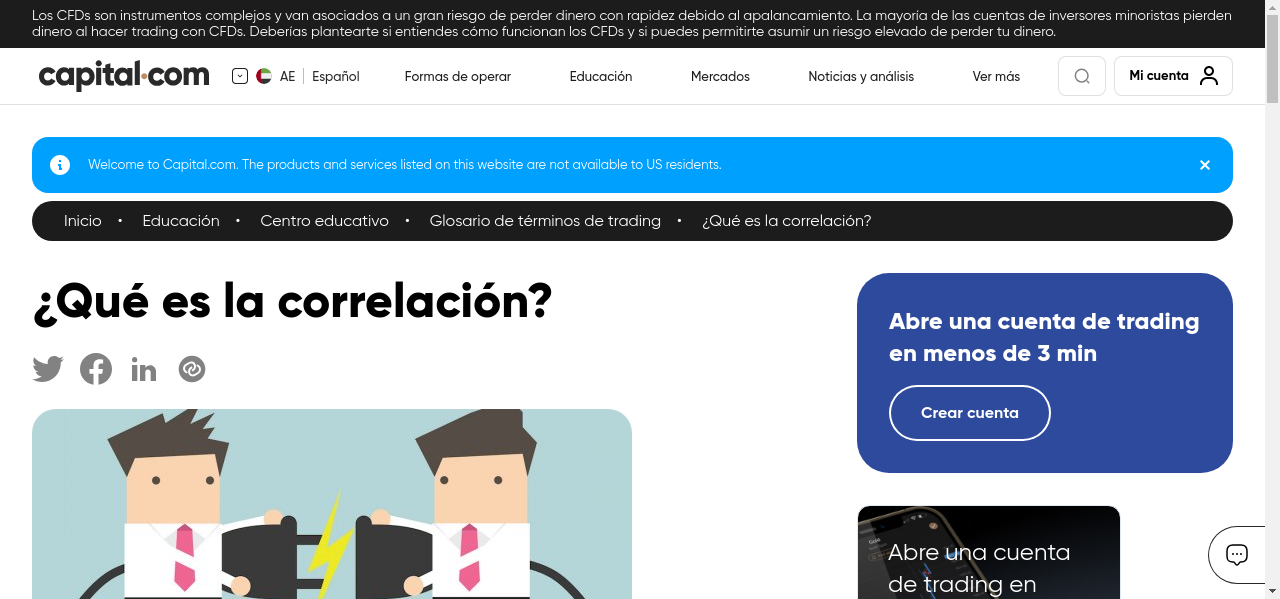 Los CFDs son instrumentos complejos y van asociados a un gran riesgo de perder dinero con rapidez debido al apalancamiento. La mayoría de las cuentas de inversores minoristas pierden
dinero al hacer trading con CFDs. Deberías plantearte si entiendes cómo funcionan los CFDs y si puedes permitirte asumir un riesgo elevado de perder tu dinero.
capital.com AE Español Formas de operar Educación Mercados Noticias y análisis Ver más Mi cuenta
Welcome to Capital.com. The products and services listed on this website are not available to US residents.
Inicio • Educación • Centro educativo • Glosario de términos de trading • ¿Qué es la correlación?
¿Qué es la correlación?
Abre una cuenta de trading
en menos de 3 min
Crear cuenta
Abre una cuenta
de trading en